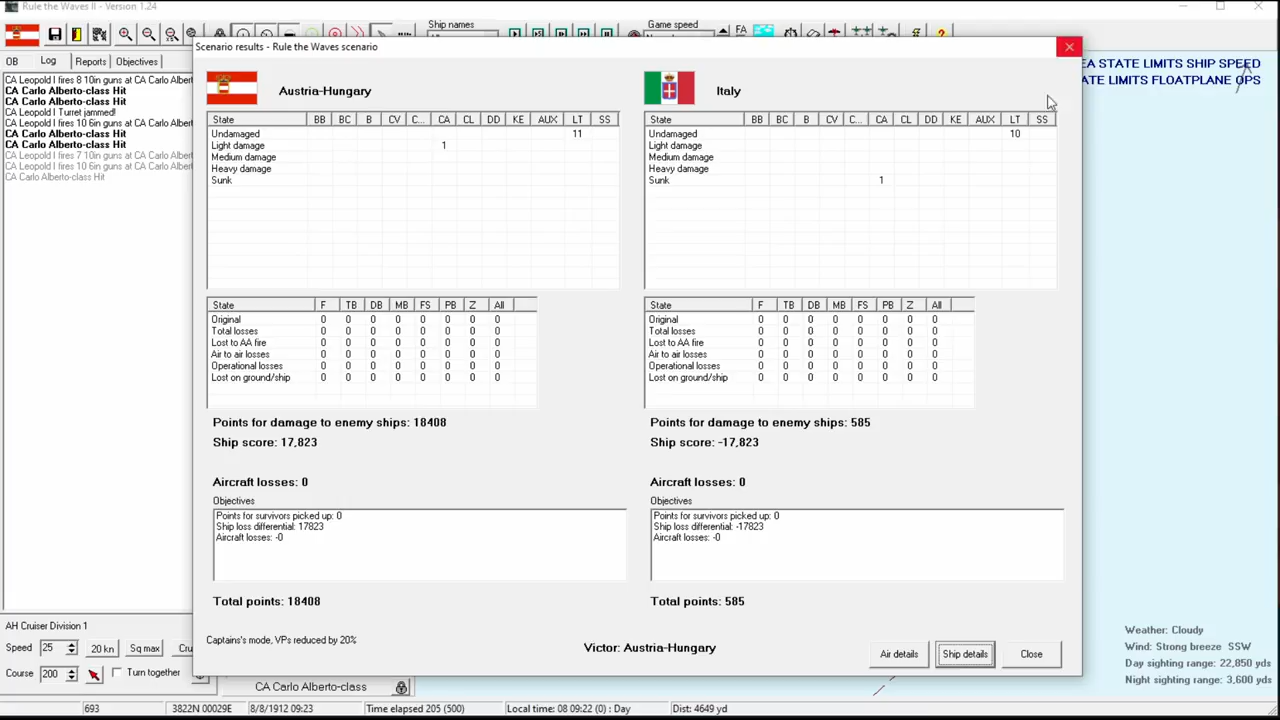 Rule the Waves II - Version 1.24
Ship names
Game speed
FA
OB Log Reports Objectives
CA Leopold I fires 8 10in guns at CA Carlo Albert
CA Carlo Alberto-class Hit
CA Carlo Alberto-class Hit
CA Leopold I Turret jammed!
CA Leopold I fires 10 6in guns at CA Carlo Albert
CA Carlo Alberto-class Hit
CA Carlo Alberto-class Hit
CA Leopold I fires 7 10in guns at CA Carlo Albert
CA Leopold I fires 10 6in guns at CA Carlo Albert
CA Carlo Alberto-class Hit
EA STATE LIMITS SHIP SPEED
ATE LIMITS FLOATPLANE OPS
Scenario results - Rule the Waves scenario
Austria-Hungary
State BB BC B CV C... CA CL DD KE AUX LT SS
Undamaged 11
Light damage 1
Medium damage
Heavy damage
Sunk
State F TB DB MB FS PB Z All
Original 0 0 0 0 0 0 0 0
Total losses 0 0 0 0 0 0 0 0
Lost to AA fire 0 0 0 0 0 0 0 0
Air to air losses 0 0 0 0 0 0 0 0
Operational losses 0 0 0 0 0 0 0 0
Lost on ground/ship 0 0 0 0 0 0 0 0
Points for damage to enemy ships: 18408
Ship score: 17,823
Aircraft losses: 0
Objectives
Points for survivors picked up: 0
Ship loss differential: 17823
Aircraft losses: -0
Total points: 18408
Italy
State BB BC B CV C... CA CL DD KE AUX LT SS
Undamaged 10
Light damage
Medium damage
Heavy damage
Sunk 1
State F TB DB MB FS PB Z All
Original 0 0 0 0 0 0 0 0
Total losses 0 0 0 0 0 0 0 0
Lost to AA fire 0 0 0 0 0 0 0 0
Air to air losses 0 0 0 0 0 0 0 0
Operational losses 0 0 0 0 0 0 0 0
Lost on ground/ship 0 0 0 0 0 0 0 0
Points for damage to enemy ships: 585
Ship score: -17,823
Aircraft losses: 0
Objectives
Points for survivors picked up: 0
Ship loss differential: -17823
Aircraft losses: -0
Total points: 585
Captains's mode, VPs reduced by 20%
Victor: Austria-Hungary
Air details Ship details Close
AH Cruiser Division 1
Speed 25 20 kn Sq max Cru
Course 200 Turn together
CA Carlo Alberto-class
Weather: Cloudy
Wind: Strong breeze SSW
Day sighting range: 22,850 yds
Night sighting range: 3,600 yds
693 3822N 00029E 8/8/1912 09:23 Time elapsed 205 (500) Local time: 08 09:22 (0) : Day Dist: 4649 yd